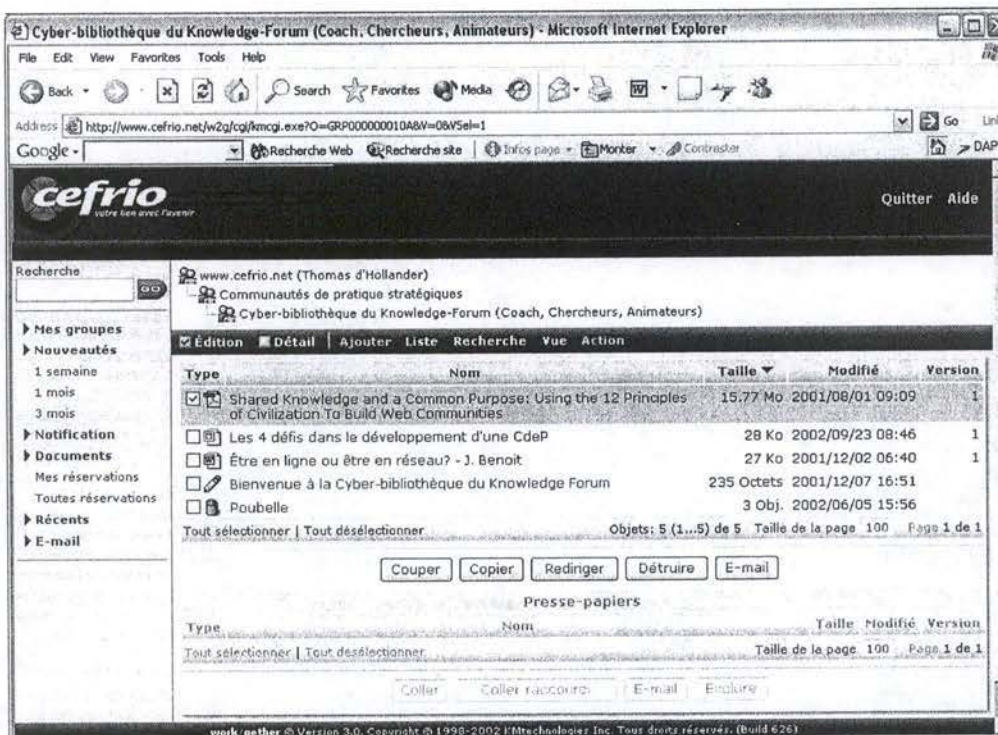 Cyber-bibliothèque du Knowledge-Forum (Coach, Chercheurs, Animateurs) - Microsoft Internet Explorer
File Edit View Favorites Tools Help
Back Search Favorites Media
Address http://www.cefrio.net/w2g/cgi/kmcgi.exe?O=GRP000000010A&V=0&VSel=1 Go
Google Recherche Web Recherche site Infos page Monter Contraster DAP
cefrio
votre lien avec l'avenir
Quitter Aide
Recherche
GO
Mes groupes
Nouveautés
1 semaine
1 mois
3 mois
Notification
Documents
Mes réservations
Toutes réservations
Récents
E-mail
www.cefrio.net (Thomas d'Hollander)
Communautés de pratique stratégiques
Cyber-bibliothèque du Knowledge-Forum (Coach, Chercheurs, Animateurs)
Édition Détail | Ajouter Liste Recherche Vue Action
Type Nom Taille Modifié Version
Shared Knowledge and a Common Purpose: Using the 12 Principles 15.77 Mo 2001/08/01 09:09 1
of Civilization To Build Web Communities
Les 4 défis dans le développement d'une CdeP 28 Ko 2002/09/23 08:46 1
Être en ligne ou être en réseau? - J. Benoit 27 Ko 2001/12/02 06:40 1
Bienvenue à la Cyber-bibliothèque du Knowledge Forum 235 Octets 2001/12/07 16:51
Poubelle 3 Obj. 2002/06/05 15:56
Tout sélectionner | Tout désélectionner Objets: 5 (1...5) de 5 Taille de la page 100 Page 1 de 1
Couper Copier Rediriger Détruire E-mail
Presse-papiers
Type Nom Taille Modifié Version
Tout sélectionner | Tout désélectionner Taille de la page 100 Page 1 de 1
Coller Coller raccourci E-mail Enclure
work2gether © Version 3.0, Copyright © 1998-2002 KMtechnologies Inc. Tous droits réservés. (Build 626)